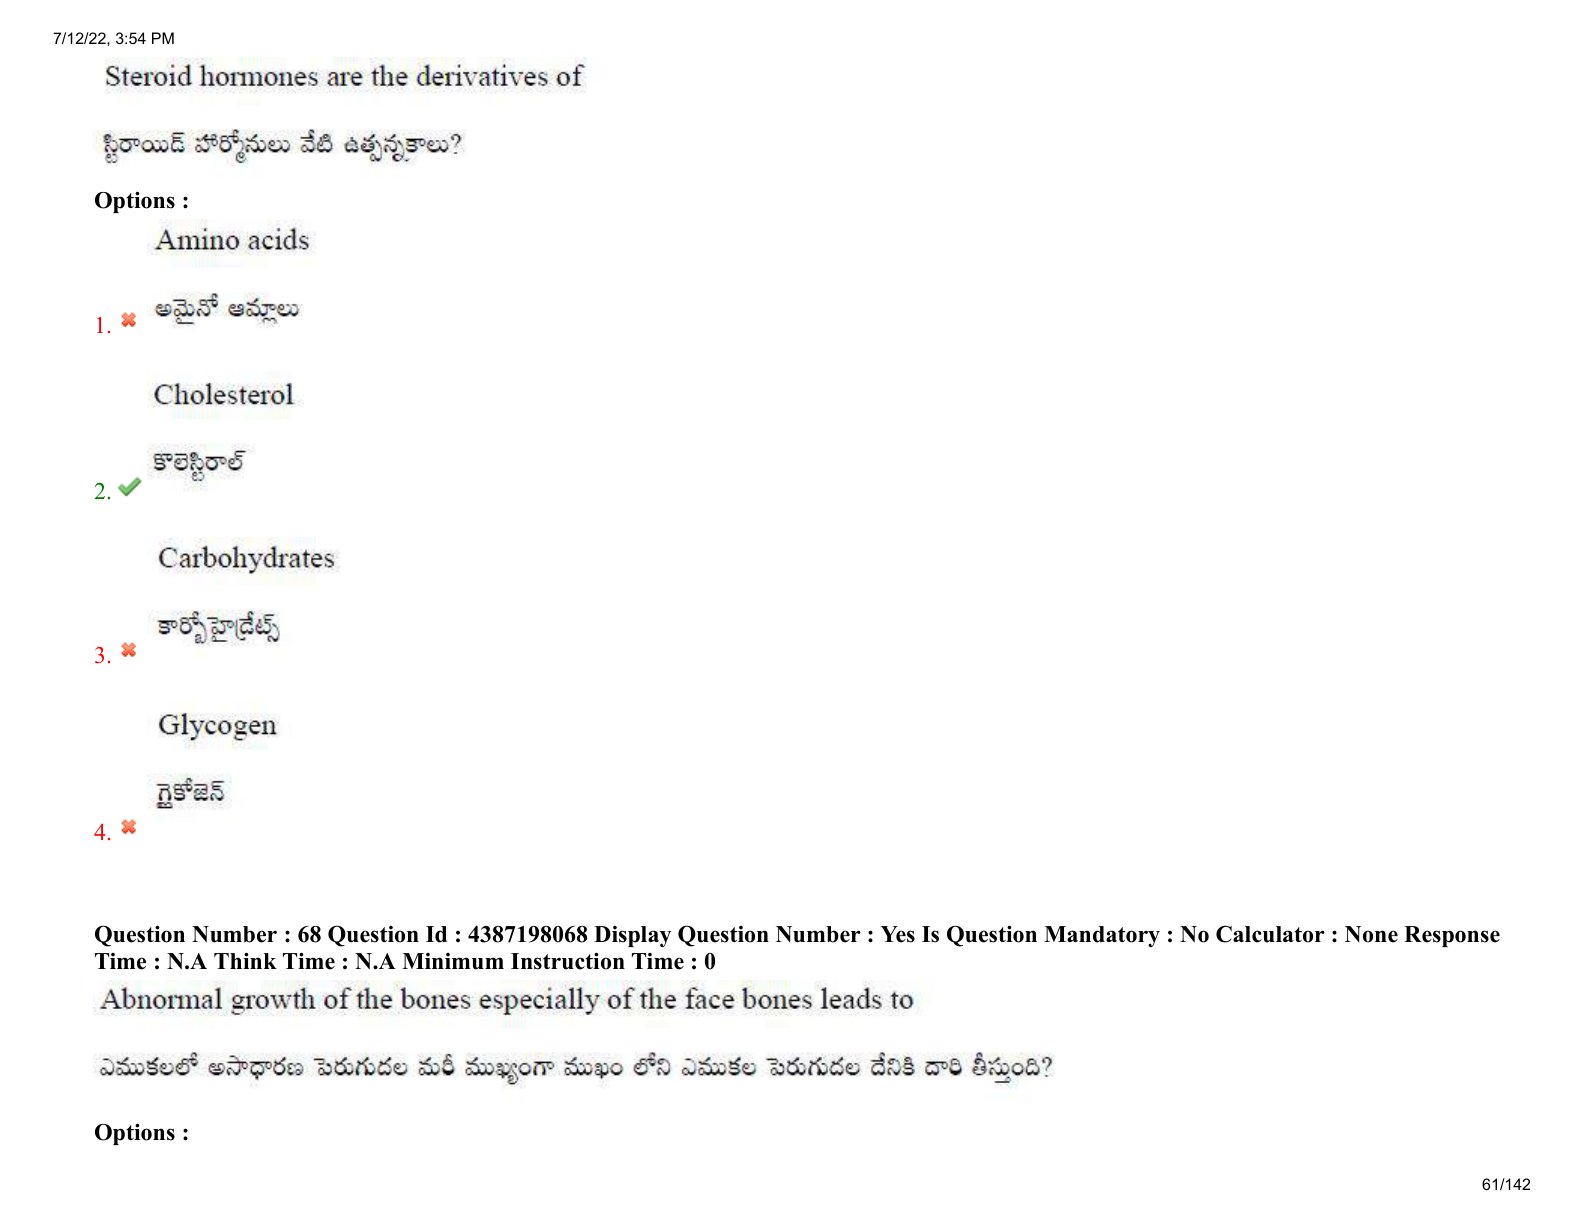 7/12/22, 3:54 PM
Steroid hormones are the derivatives of
స్టిరాయిడ్ హార్మోనులు వేటి ఉత్పన్నకాలు?
Options :
Amino acids
అమైనో ఆమ్లాలు
1.
Cholesterol
కొలెస్టిరాల్
2.
Carbohydrates
కార్బోహైడ్రేట్స్
3.
Glycogen
గ్లైకోజెన్
4.
Question Number : 68 Question Id : 4387198068 Display Question Number : Yes Is Question Mandatory : No Calculator : None Response
Time : N.A Think Time : N.A Minimum Instruction Time : 0
Abnormal growth of the bones especially of the face bones leads to
ఎముకలలో అసాధారణ పెరుగుదల మరీ ముఖ్యంగా ముఖం లోని ఎముకల పెరుగుదల దేనికి దారి తీస్తుంది?
Options :
61/142